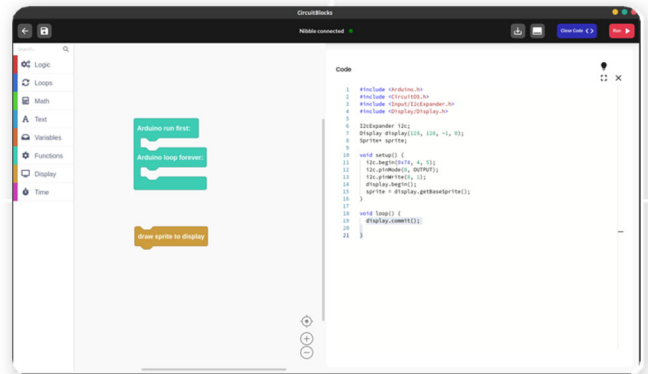 CircuitBlocks
Nibble connected
Close Code
Run
Search...
Logic
Loops
Math
Text
Variables
Functions
Display
Time
Arduino run first:
Arduino loop forever:
draw sprite to display
Code
1 #include <Arduino.h>
2 #include <CircuitOS.h>
3 #include <Input/I2cExpander.h>
4 #include <Display/Display.h>
5
6 I2cExpander i2c;
7 Display display(128, 128, -1, 0);
8 Sprite* sprite;
9
10 void setup() {
11 i2c.begin(0x74, 4, 5);
12 i2c.pinMode(8, OUTPUT);
13 i2c.pinWrite(8, 1);
14 display.begin();
15 sprite = display.getBaseSprite();
16 }
17
18 void loop() {
19 display.commit();
20
21 }